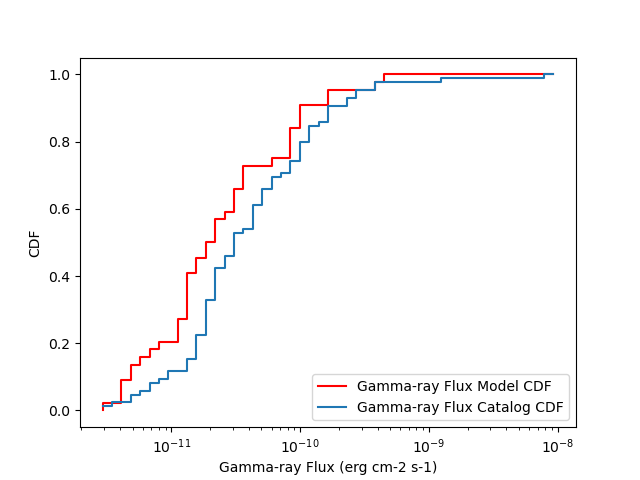 1.0
0.8
0.6
0.4
0.2
0.0
CDF
10⁻¹¹
10⁻¹⁰
10⁻⁹
10⁻⁸
Gamma-ray Flux (erg cm-2 s-1)
Gamma-ray Flux Model CDF
Gamma-ray Flux Catalog CDF